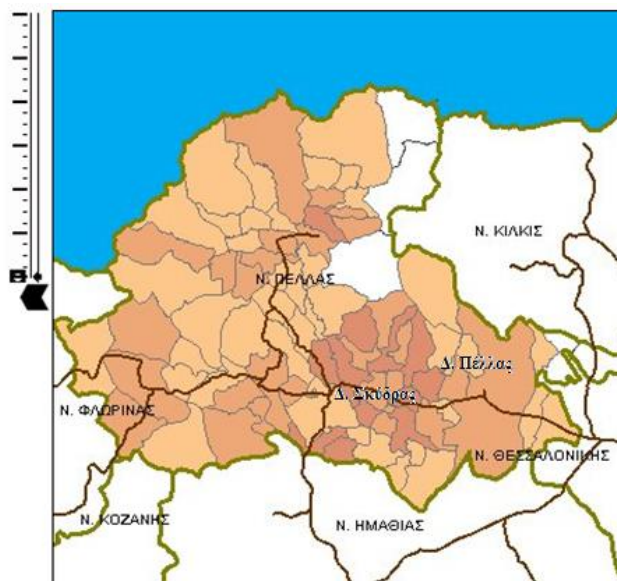 Ν. ΚΙΛΚΙΣ
Ν. ΠΕΛΛΑΣ
Δ. Πέλλας
Δ. Σκύδρας
Ν. ΦΛΩΡΙΝΑΣ
Ν. ΘΕΣΣΑΛΟΝΙΚΗΣ
Ν. ΚΟΖΑΝΗΣ
Ν. ΗΜΑΘΙΑΣ